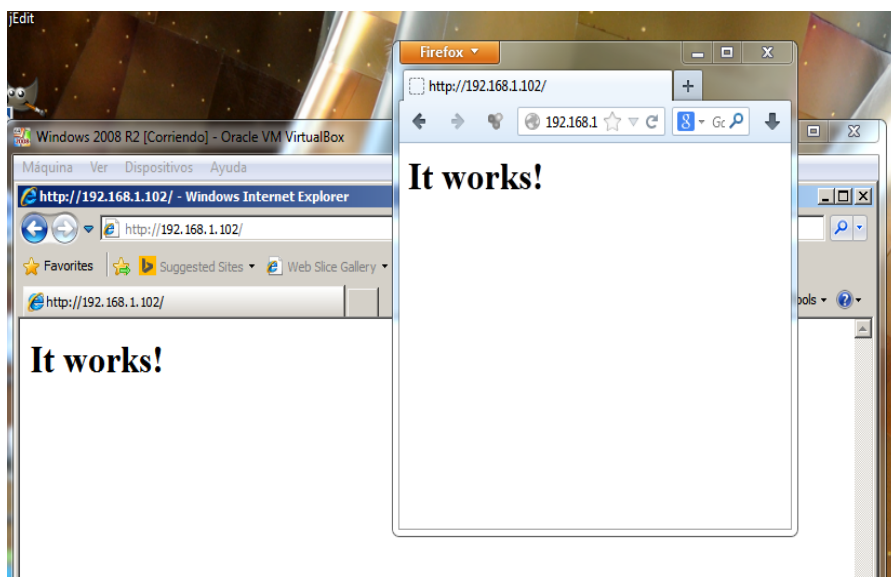 jEdit
Firefox
http://192.168.1.102/
192.168.1
8
Windows 2008 R2 [Corriendo] - Oracle VM VirtualBox
Máquina Ver Dispositivos Ayuda
http://192.168.1.102/ - Windows Internet Explorer
http://192.168.1.102/
Favorites Suggested Sites Web Slice Gallery
http://192.168.1.102/
ools
It works!
It works!